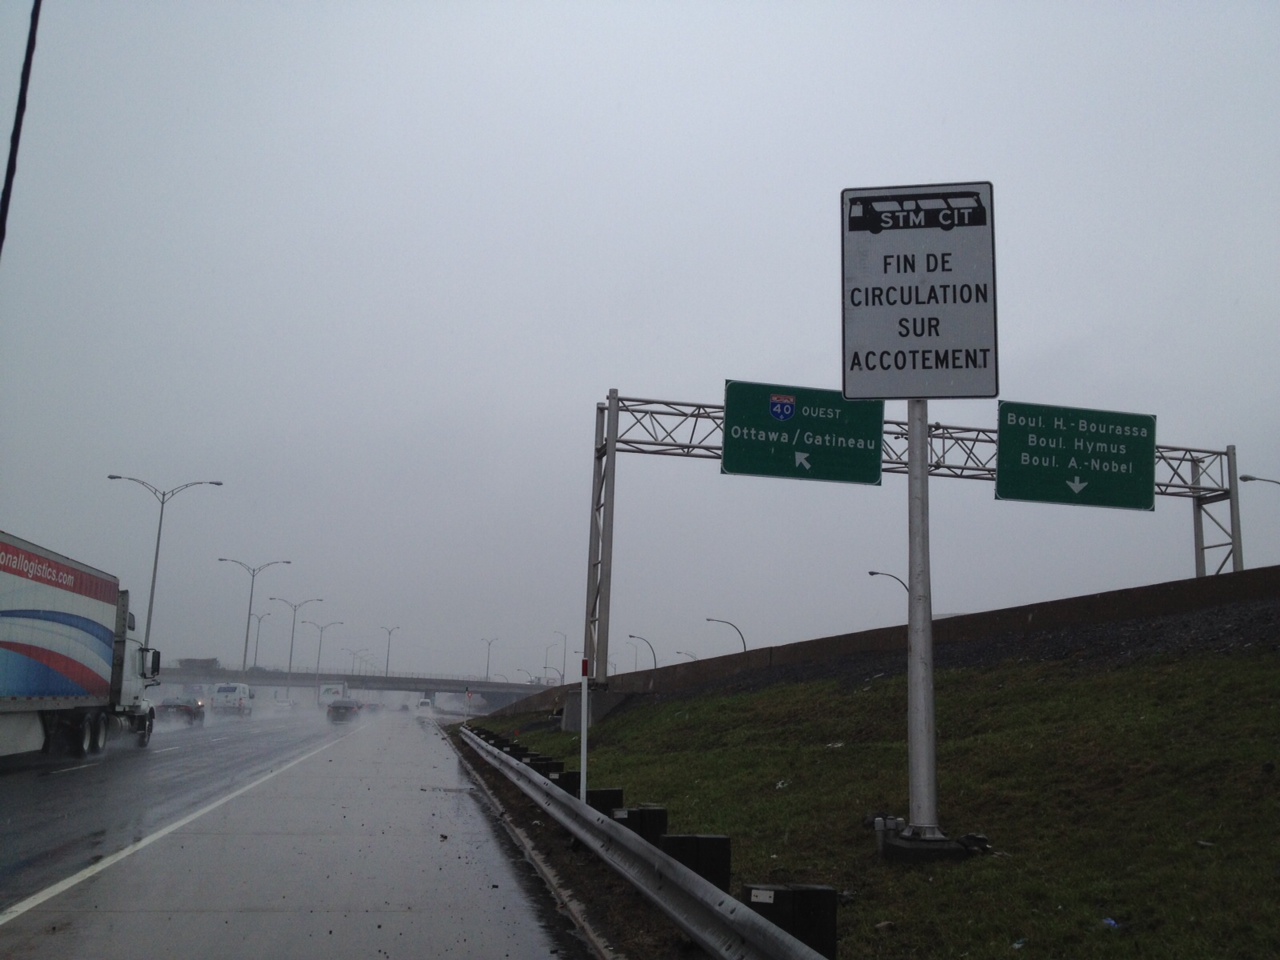 STM CIT
FIN DE
CIRCULATION
SUR
ACCOTEMENT
40 OUEST
Ottawa/Gatineau
Boul. H.-Bourassa
Boul. Hymus
Boul. A.-Nobel
onallogistics.com